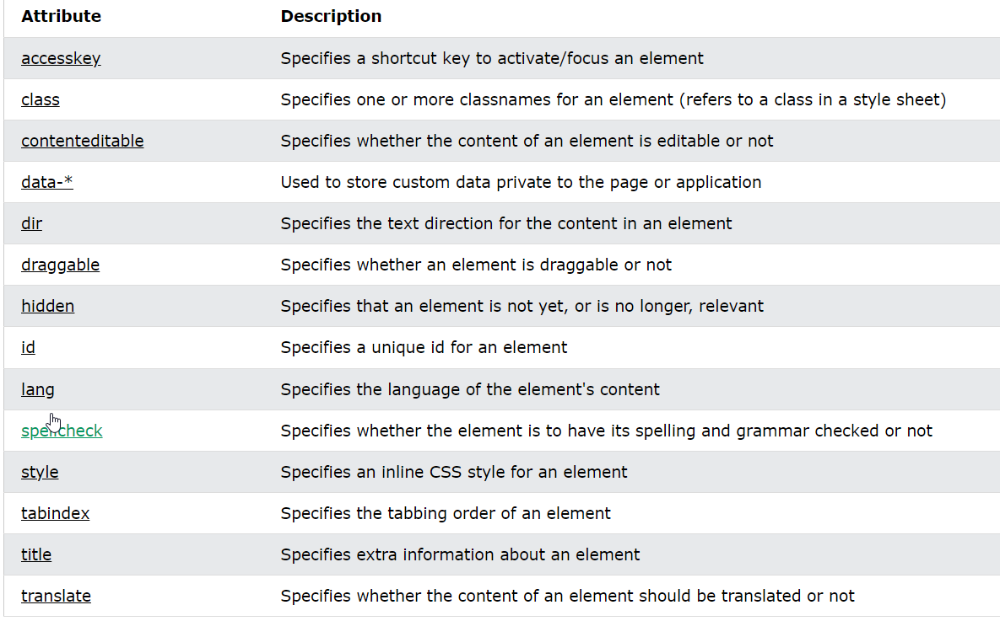 Attribute Description
accesskey Specifies a shortcut key to activate/focus an element
class Specifies one or more classnames for an element (refers to a class in a style sheet)
contenteditable Specifies whether the content of an element is editable or not
data-* Used to store custom data private to the page or application
dir Specifies the text direction for the content in an element
draggable Specifies whether an element is draggable or not
hidden Specifies that an element is not yet, or is no longer, relevant
id Specifies a unique id for an element
lang Specifies the language of the element's content
spellcheck Specifies whether the element is to have its spelling and grammar checked or not
style Specifies an inline CSS style for an element
tabindex Specifies the tabbing order of an element
title Specifies extra information about an element
translate Specifies whether the content of an element should be translated or not